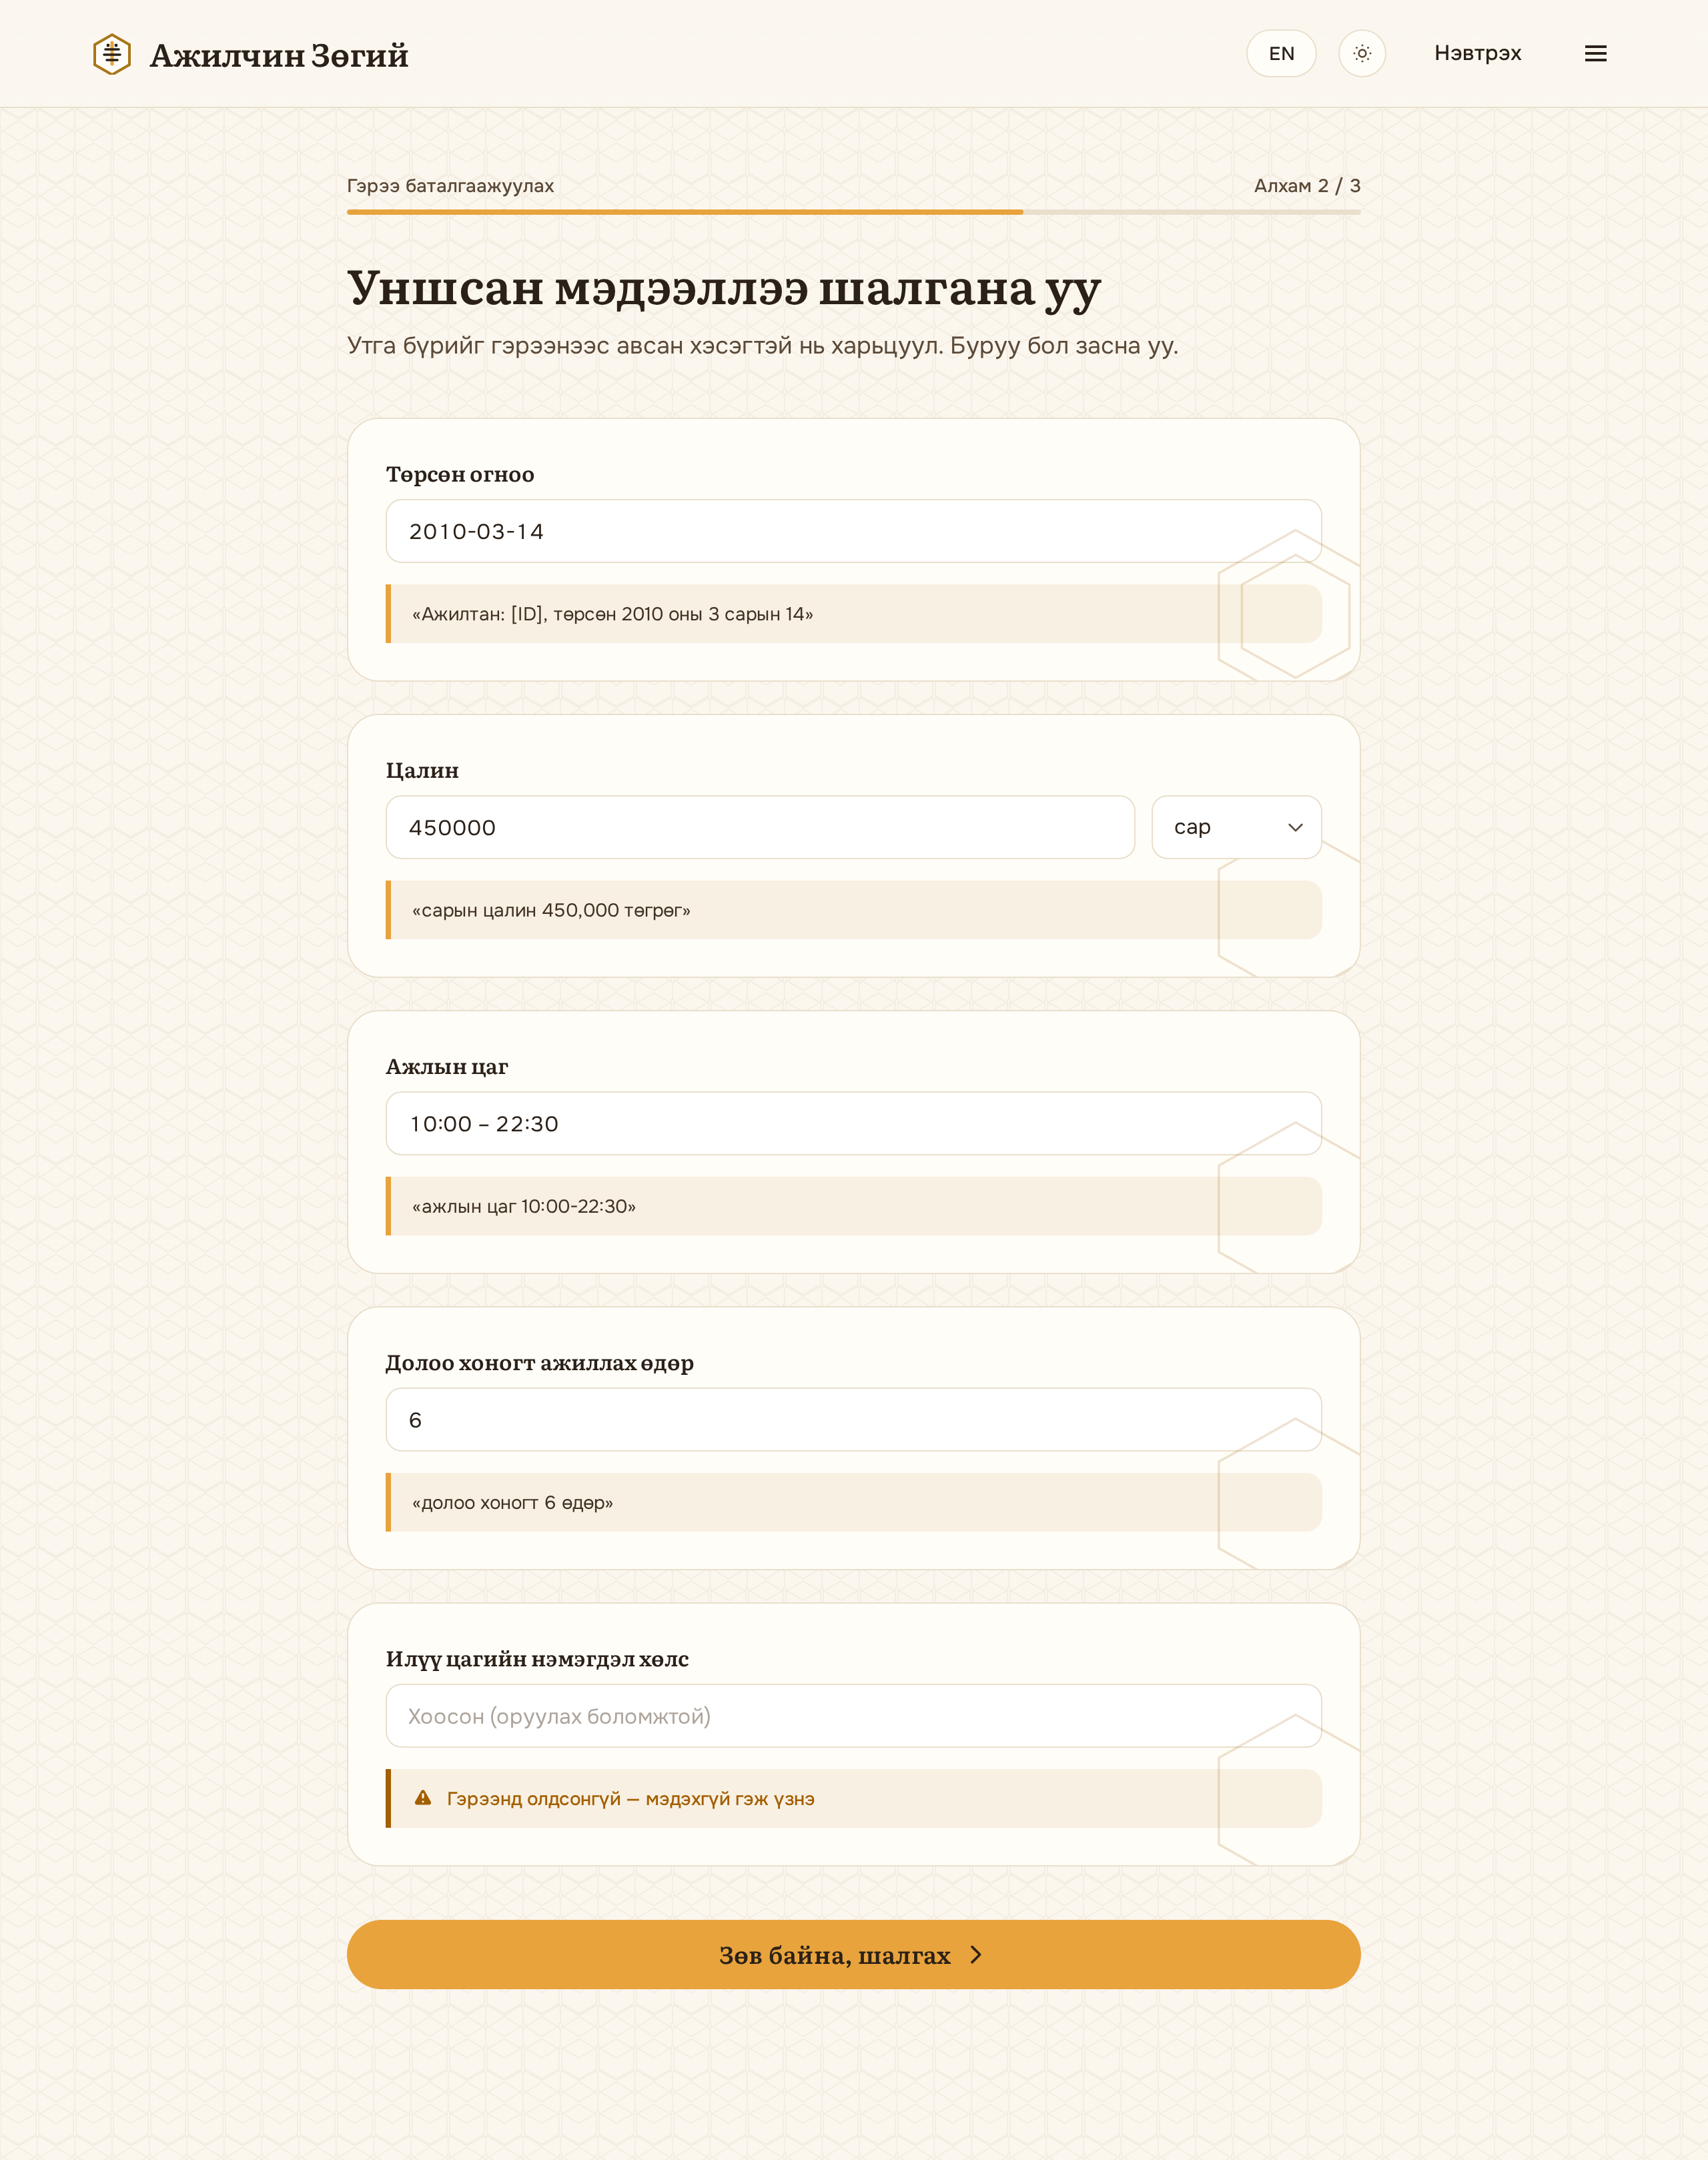 Ажилчин Зөгий
EN
Нэвтрэх
Гэрээ баталгаажуулах
Алхам 2 / 3
Уншсан мэдээллээ шалгана уу
Утга бүрийг гэрээнээс авсан хэсэгтэй нь харьцуул. Буруу бол засна уу.
Төрсөн огноо
2010-03-14
«Ажилтан: [ID], төрсөн 2010 оны 3 сарын 14»
Цалин
450000
сар
«сарын цалин 450,000 төгрөг»
Ажлын цаг
10:00 – 22:30
«ажлын цаг 10:00-22:30»
Долоо хоногт ажиллах өдөр
6
«долоо хоногт 6 өдөр»
Илүү цагийн нэмэгдэл хөлс
Хоосон (оруулах боломжтой)
Гэрээнд олдсонгүй — мэдэхгүй гэж үзнэ
Зөв байна, шалгах